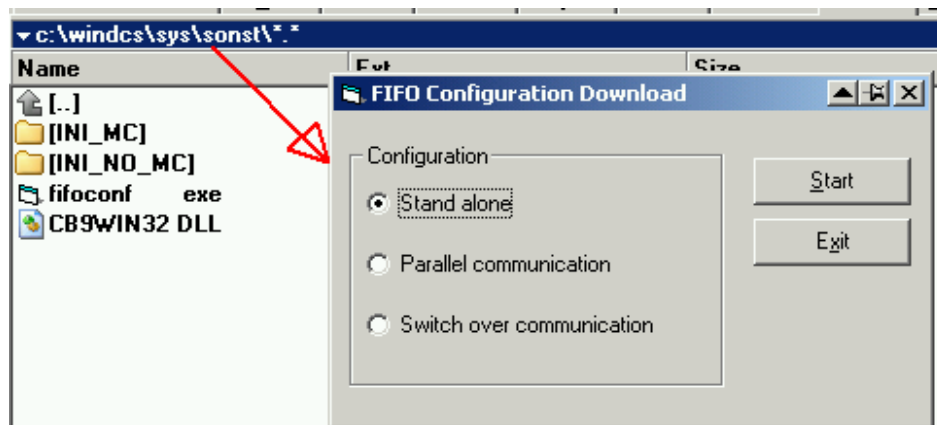 c:\windcs\sys\sonst\*.*
Name Ext Size
[..]
[INI_MC]
[INI_NO_MC]
fifoconf exe
CB9WIN32 DLL
FIFO Configuration Download
Configuration
Stand alone
Parallel communication
Switch over communication
Start
Exit